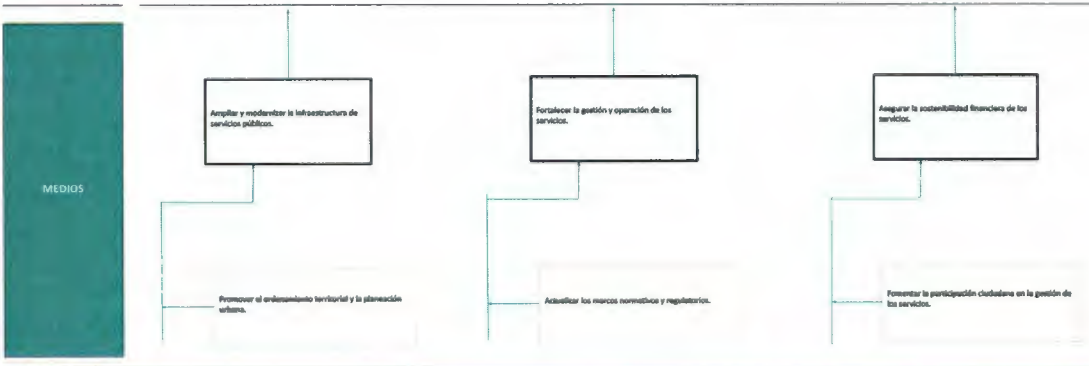 MEDIOS
Ampliar y modernizar la infraestructura de
servicios públicos.
Fortalecer la gestión y operación de los
servicios.
Asegurar la sostenibilidad financiera de los
servicios.
Promover el ordenamiento territorial y la planeación
urbana.
Actualizar los marcos normativos y regulatorios.
Fomentar la participación ciudadana en la gestión de
los servicios.